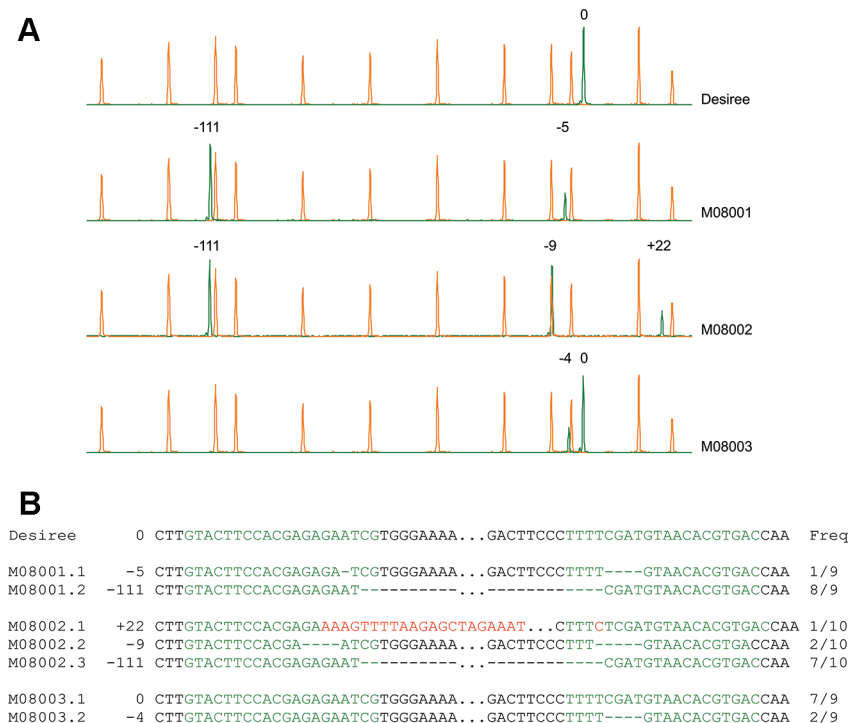 A
0
Desiree
-111 -5
M08001
-111 -9 +22
M08002
-4 0
M08003
B
Desiree 0 CTTGTACTTCCACGAGAGAATCGTGGGAAAA...GACTTCCCTTTTCGATGTAACACGTGACCAA Freq
M08001.1 -5 CTTGTACTTCCACGAGAGA-TCGTGGGAAAA...GACTTCCCTTTT----GTAACACGTGACCAA 1/9
M08001.2 -111 CTTGTACTTCCACGAGAGAAT----------...------------CGATGTAACACGTGACCAA 8/9
M08002.1 +22 CTTGTACTTCCACGAGAAAAGTTTTAAGAGCTAGAAAT...CTTTCTCGATGTAACACGTGACCAA 1/10
M08002.2 -9 CTTGTACTTCCACGA----ATCGTGGGAAAA...GACTTCCCTTT-----GTAACACGTGACCAA 2/10
M08002.3 -111 CTTGTACTTCCACGAGAGAAT----------...------------CGATGTAACACGTGACCAA 7/10
M08003.1 0 CTTGTACTTCCACGAGAGAATCGTGGGAAAA...GACTTCCCTTTTCGATGTAACACGTGACCAA 7/9
M08003.2 -4 CTTGTACTTCCACGAGAGAATCGTGGGAAAA...GACTTCCCTTTT----GTAACACGTGACCAA 2/9